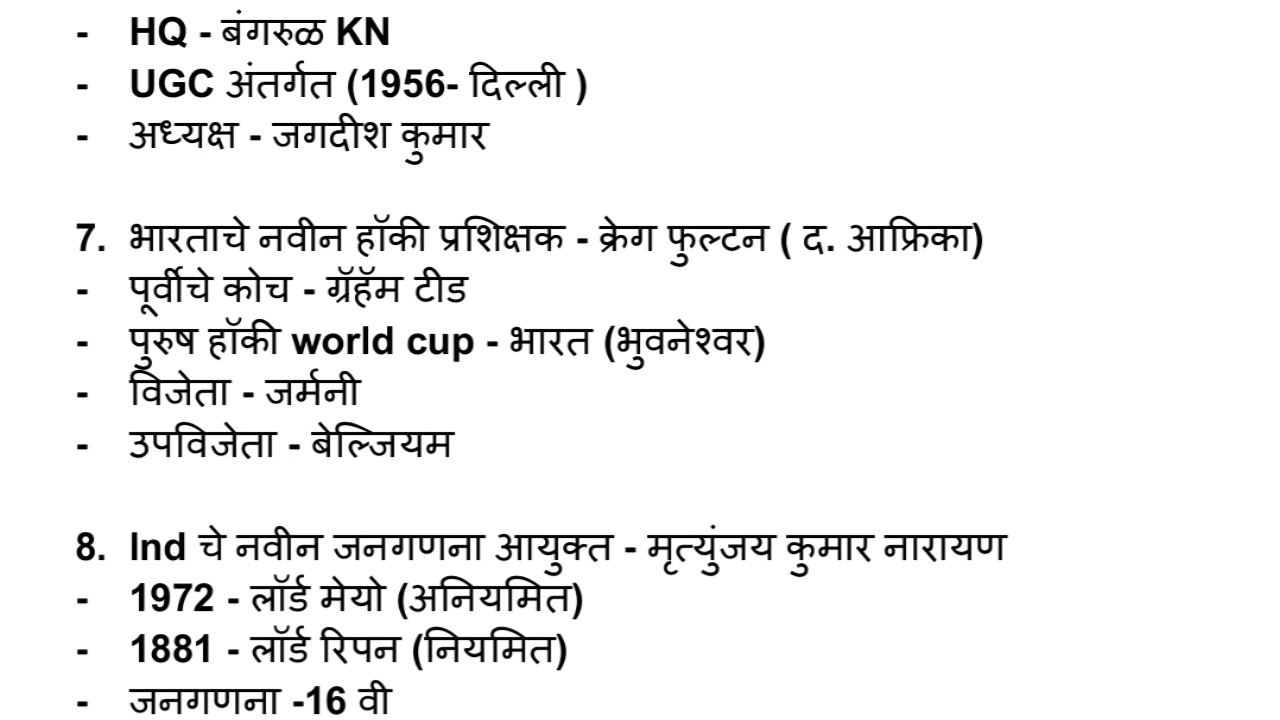 - HQ - बंगरुळ KN
- UGC अंतर्गत (1956- दिल्ली )
- अध्यक्ष - जगदीश कुमार
7. भारताचे नवीन हॉकी प्रशिक्षक - क्रेग फुल्टन ( द. आफ्रिका)
- पूर्वीचे कोच - ग्रॅहॅम टीड
- पुरुष हॉकी world cup - भारत (भुवनेश्वर)
- विजेता - जर्मनी
- उपविजेता - बेल्जियम
8. Ind चे नवीन जनगणना आयुक्त - मृत्युंजय कुमार नारायण
- 1972 - लॉर्ड मेयो (अनियमित)
- 1881 - लॉर्ड रिपन (नियमित)
- जनगणना -16 वी